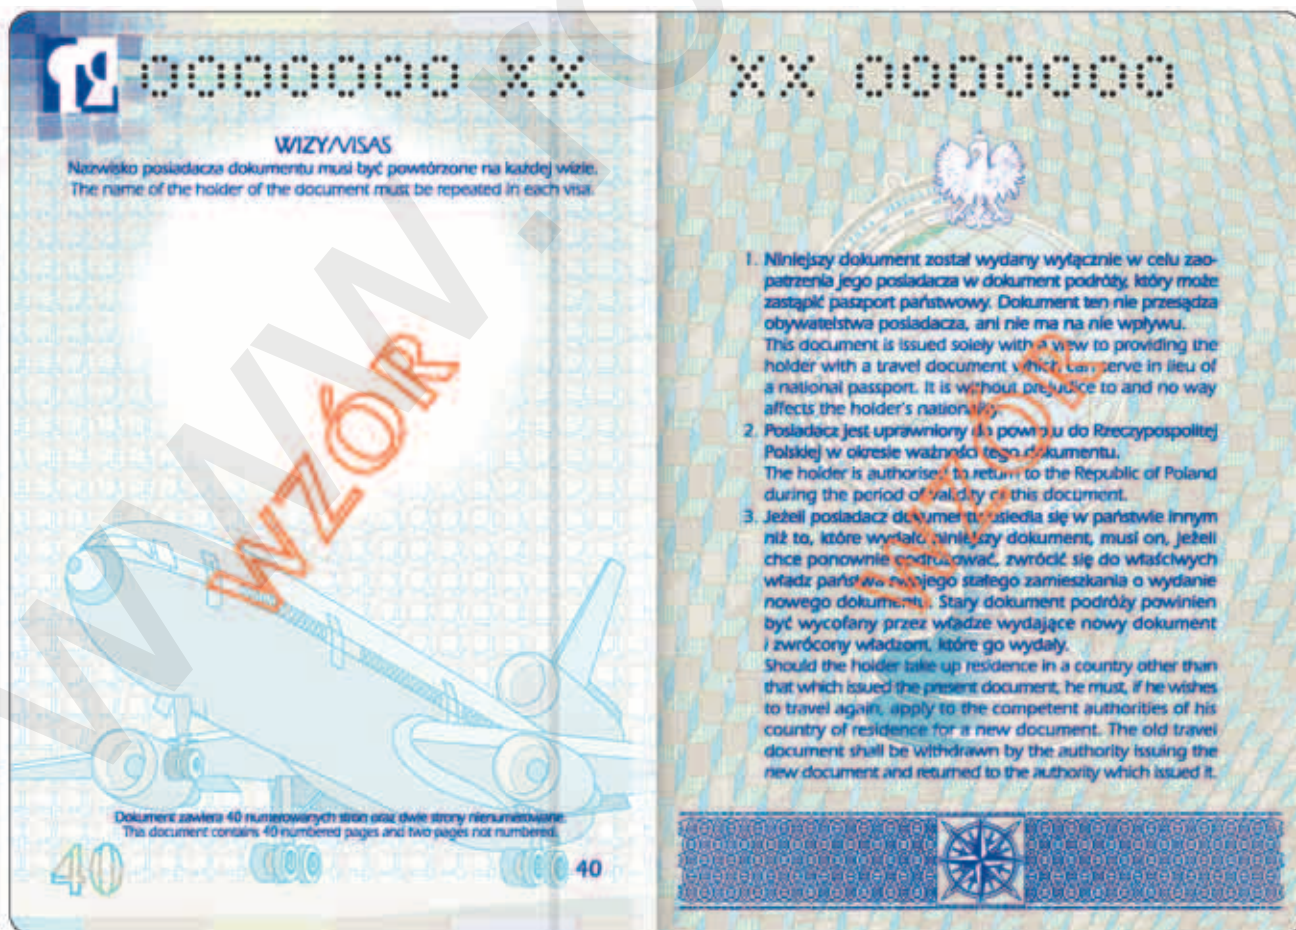 0000000 XX
WIZY/VISAS
Nazwisko posiadacza dokumentu musi być powtórzone na każdej wizie.
The name of the holder of the document must be repeated in each visa.
WZÓR
Dokument zawiera 40 numerowanych stron oraz dwie strony nienumerowane.
This document contains 40 numbered pages and two pages not numbered.
40
40
XX 0000000
1. Niniejszy dokument został wydany wyłącznie w celu zao-
patrzenia jego posiadacza w dokument podróży, który może
zastąpić paszport państwowy. Dokument ten nie przesądza
obywatelstwa posiadacza, ani nie ma na nie wpływu.
This document is issued solely with a view to providing the
holder with a travel document which can serve in lieu of
a national passport. It is without prejudice to and no way
affects the holder's nationality.
2. Posiadacz jest uprawniony do powrotu do Rzeczypospolitej
Polskiej w okresie ważności tego dokumentu.
The holder is authorised to return to the Republic of Poland
during the period of validity of this document.
3. Jeżeli posiadacz dokumentu osiedla się w państwie innym
niż to, które wydało niniejszy dokument, musi on, jeżeli
chce ponownie podróżować, zwrócić się do właściwych
władz państwa swojego stałego zamieszkania o wydanie
nowego dokumentu. Stary dokument podróży powinien
być wycofany przez władze wydające nowy dokument
i zwrócony władzom, które go wydały.
Should the holder take up residence in a country other than
that which issued the present document, he must, if he wishes
to travel again, apply to the competent authorities of his
country of residence for a new document. The old travel
document shall be withdrawn by the authority issuing the
new document and returned to the authority which issued it.
WZÓR